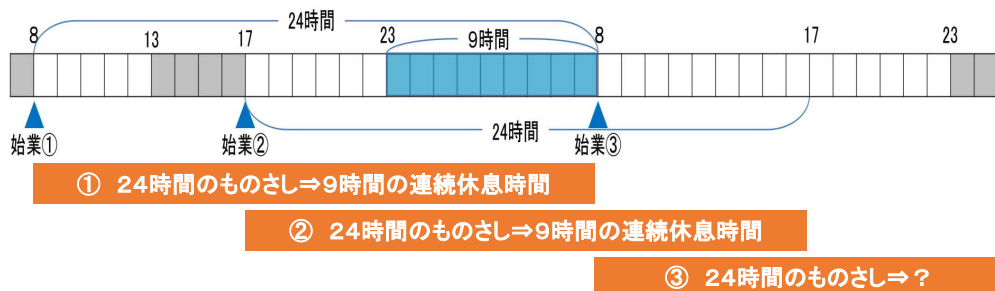 24時間
8 13 17 23 9時間 8 17 23
24時間
始業① 始業② 始業③
① 24時間のものさし⇒9時間の連続休息時間
② 24時間のものさし⇒9時間の連続休息時間
③ 24時間のものさし⇒?